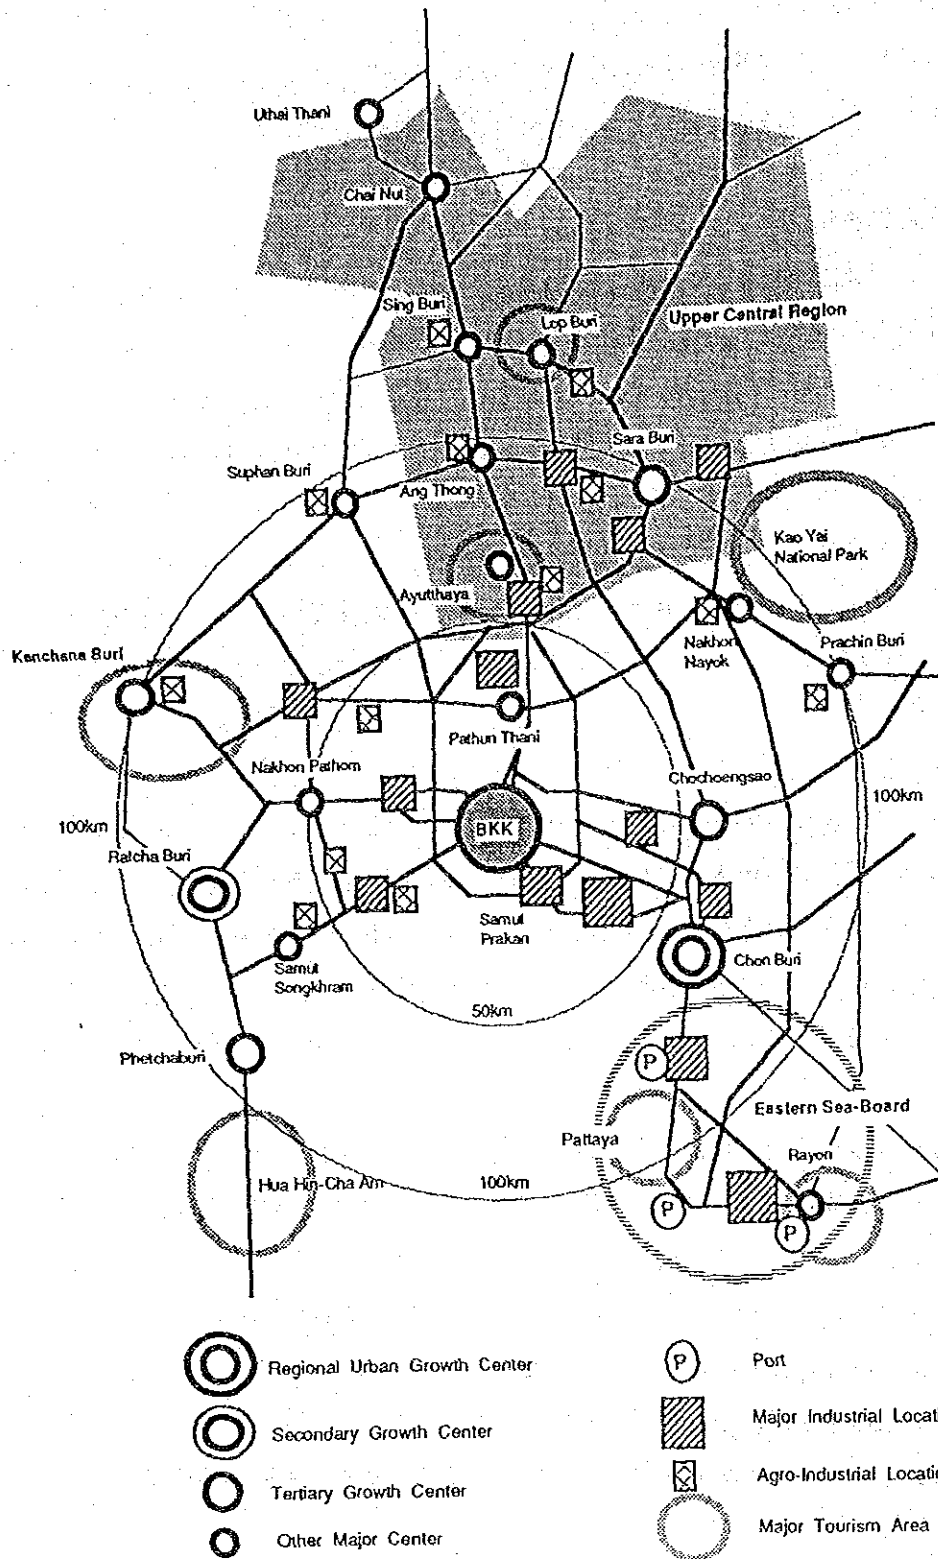 Uthai Thani
Chai Nut
Sing Buri
Lop Buri
Upper Central Region
Sara Buri
Suphan Buri
Ang Thong
Kao Yai
National Park
Ayutthaya
Nakhon
Nayok
Prachin Buri
Kanchana Buri
Pathun Thani
Nakhon Pathom
Chochoengsao
100km
100km
BKK
Ratcha Buri
Samut
Prakan
Samut
Songkhram
Chon Buri
50km
Phetchaburi
P
Eastern Sea-Board
Pattaya
Rayon
Hua Hin-Cha Am
100km
P
P
Regional Urban Growth Center
P
Port
Secondary Growth Center
Major Industrial Locat
Tertiary Growth Center
Agro-Industrial Locatio
Other Major Center
Major Tourism Area